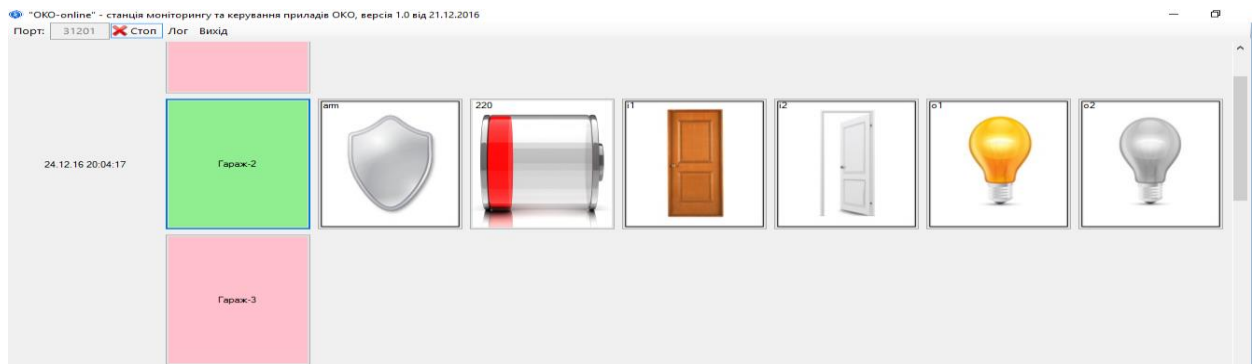 "OKO-online" - станція моніторингу та керування приладів ОКО, версія 1.0 від 21.12.2016
Порт: 31201 Стоп Лог Вихід
arm 220 i1 i2 o1 o2
24.12.16 20:04:17 Гараж-2
Гараж-3